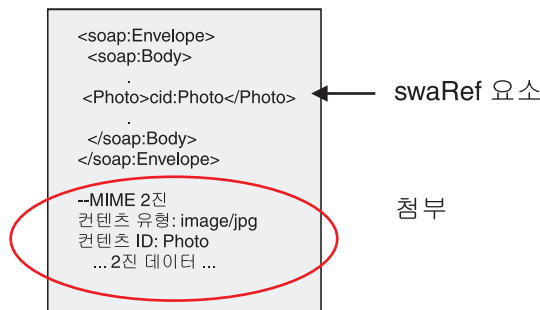 <soap:Envelope>
<soap:Body>
.
<Photo>cid:Photo</Photo>
swaRef 요소
.
</soap:Body>
</soap:Envelope>
--MIME 2진
컨텐츠 유형: image/jpg
첨부
컨텐츠 ID: Photo
... 2진 데이터 ...